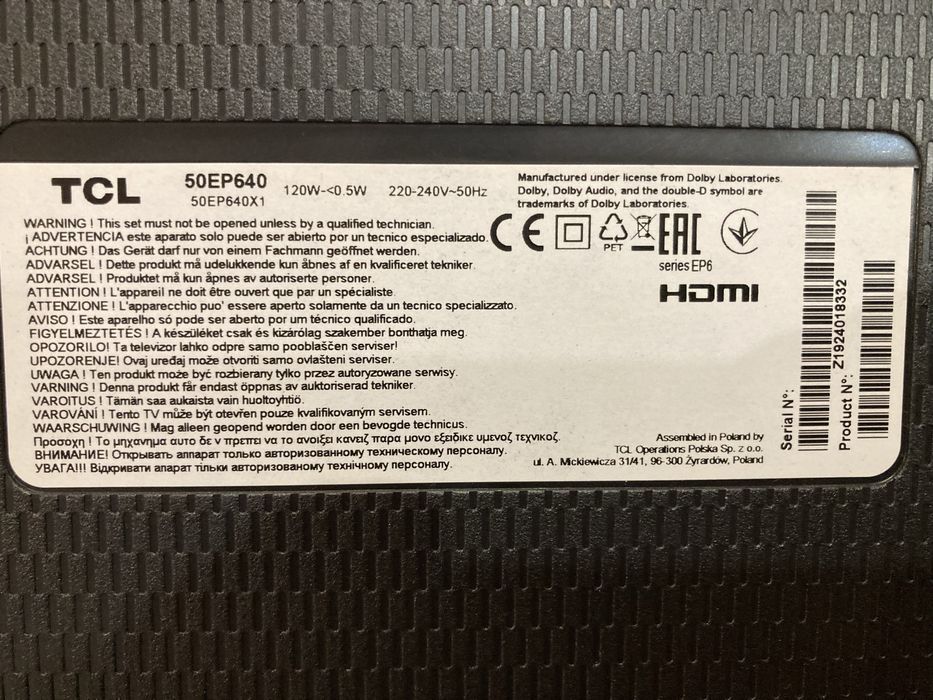 TCL
50EP640
50EP640X1
120W-<0.5W
220-240V~50Hz
Manufactured under license from Dolby Laboratories.
Dolby, Dolby Audio, and the double-D symbol are
trademarks of Dolby Laboratories.
WARNING ! This set must not be opened unless by a qualified technician.
¡ ADVERTENCIA este aparato solo puede ser abierto por un tecnico especializado.
ACHTUNG ! Das Gerät darf nur von einem Fachmann geöffnet werden.
ADVARSEL ! Dette produkt må udelukkende kun åbnes af en kvalificeret tekniker.
ADVARSEL ! Produktet må kun åpnes av autoriserte personer.
ATTENTION ! L'appareil ne doit être ouvert que par un spécialiste.
ATTENZIONE ! L'apparecchio puo' essere aperto solamente da un tecnico specializzato.
AVISO ! Este aparelho só pode ser aberto por um técnico qualificado.
FIGYELMEZTETÉS ! A készüléket csak és kizárólag szakember bonthatja meg.
OPOZORILO! Ta televizor lahko odpre samo pooblaščen serviser!
UPOZORENJE! Ovaj uređaj može otvoriti samo ovlašteni serviser.
UWAGA ! Ten produkt może być rozbierany tylko przez autoryzowane serwisy.
VARNING ! Denna produkt får endast öppnas av auktoriserad tekniker.
VAROITUS ! Tämän saa aukaista vain huoltoyhtiö.
VAROVÁNÍ ! Tento TV může být otevřen pouze kvalifikovaným servisem.
WAARSCHUWING ! Mag alleen geopend worden door een bevogde technicus.
Προσοχη ! Το μηχανημα αυτο δε ν πρεπει να το ανοιξει κανειζ παρα μονο εξειδικε υμενοζ τεχνικοζ.
ВНИМАНИЕ! Открывать аппарат только авторизованному техническому персоналу.
УВАГА!!! Відкривати апарат тільки авторизованому технічному персоналу.
CE
PET
EAC
series EP6
HDMI
Assembled in Poland by
TCL Operations Polska Sp. z o.o.
ul. A. Mickiewicza 31/41, 96-300 Żyrardów, Poland
Serial N°:
Z1924018332
Product N°: